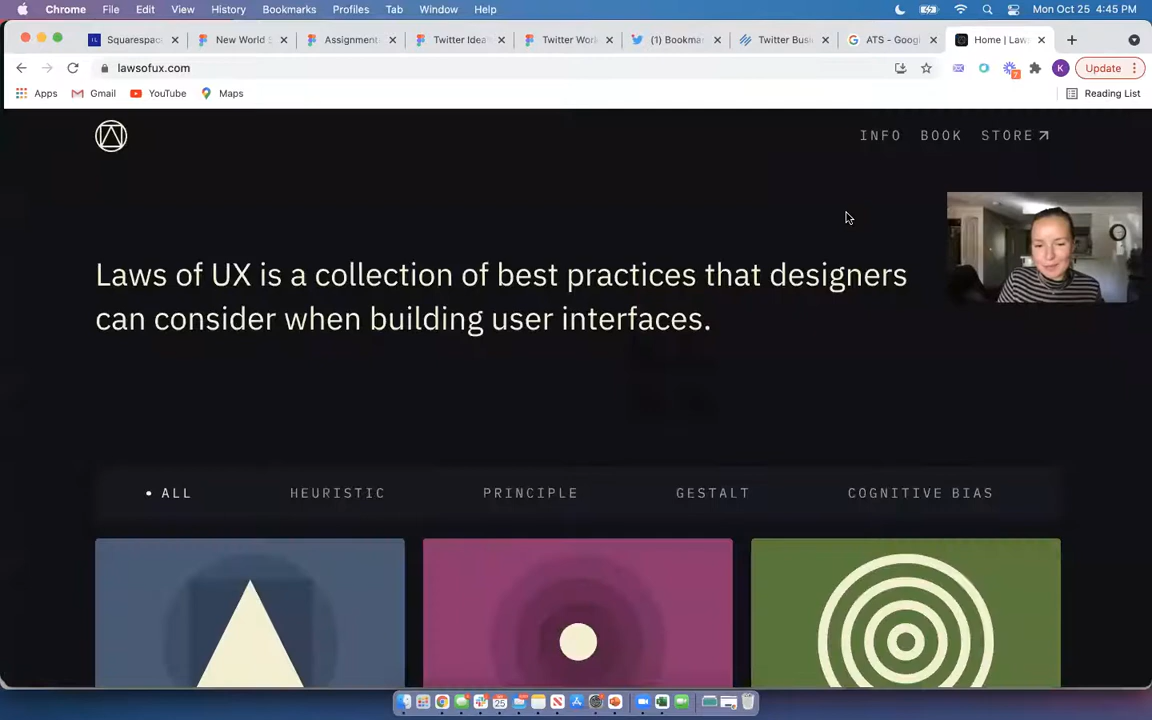 Chrome File Edit View History Bookmarks Profiles Tab Window Help Mon Oct 25 4:45 PM
Squarespac New World Assignment Twitter Idea Twitter Wor (1) Bookmar Twitter Busi ATS - Googl Home | Law
lawsofux.com K Update
Apps Gmail YouTube Maps Reading List
INFO BOOK STORE
Laws of UX is a collection of best practices that designers
can consider when building user interfaces.
• ALL HEURISTIC PRINCIPLE GESTALT COGNITIVE BIAS